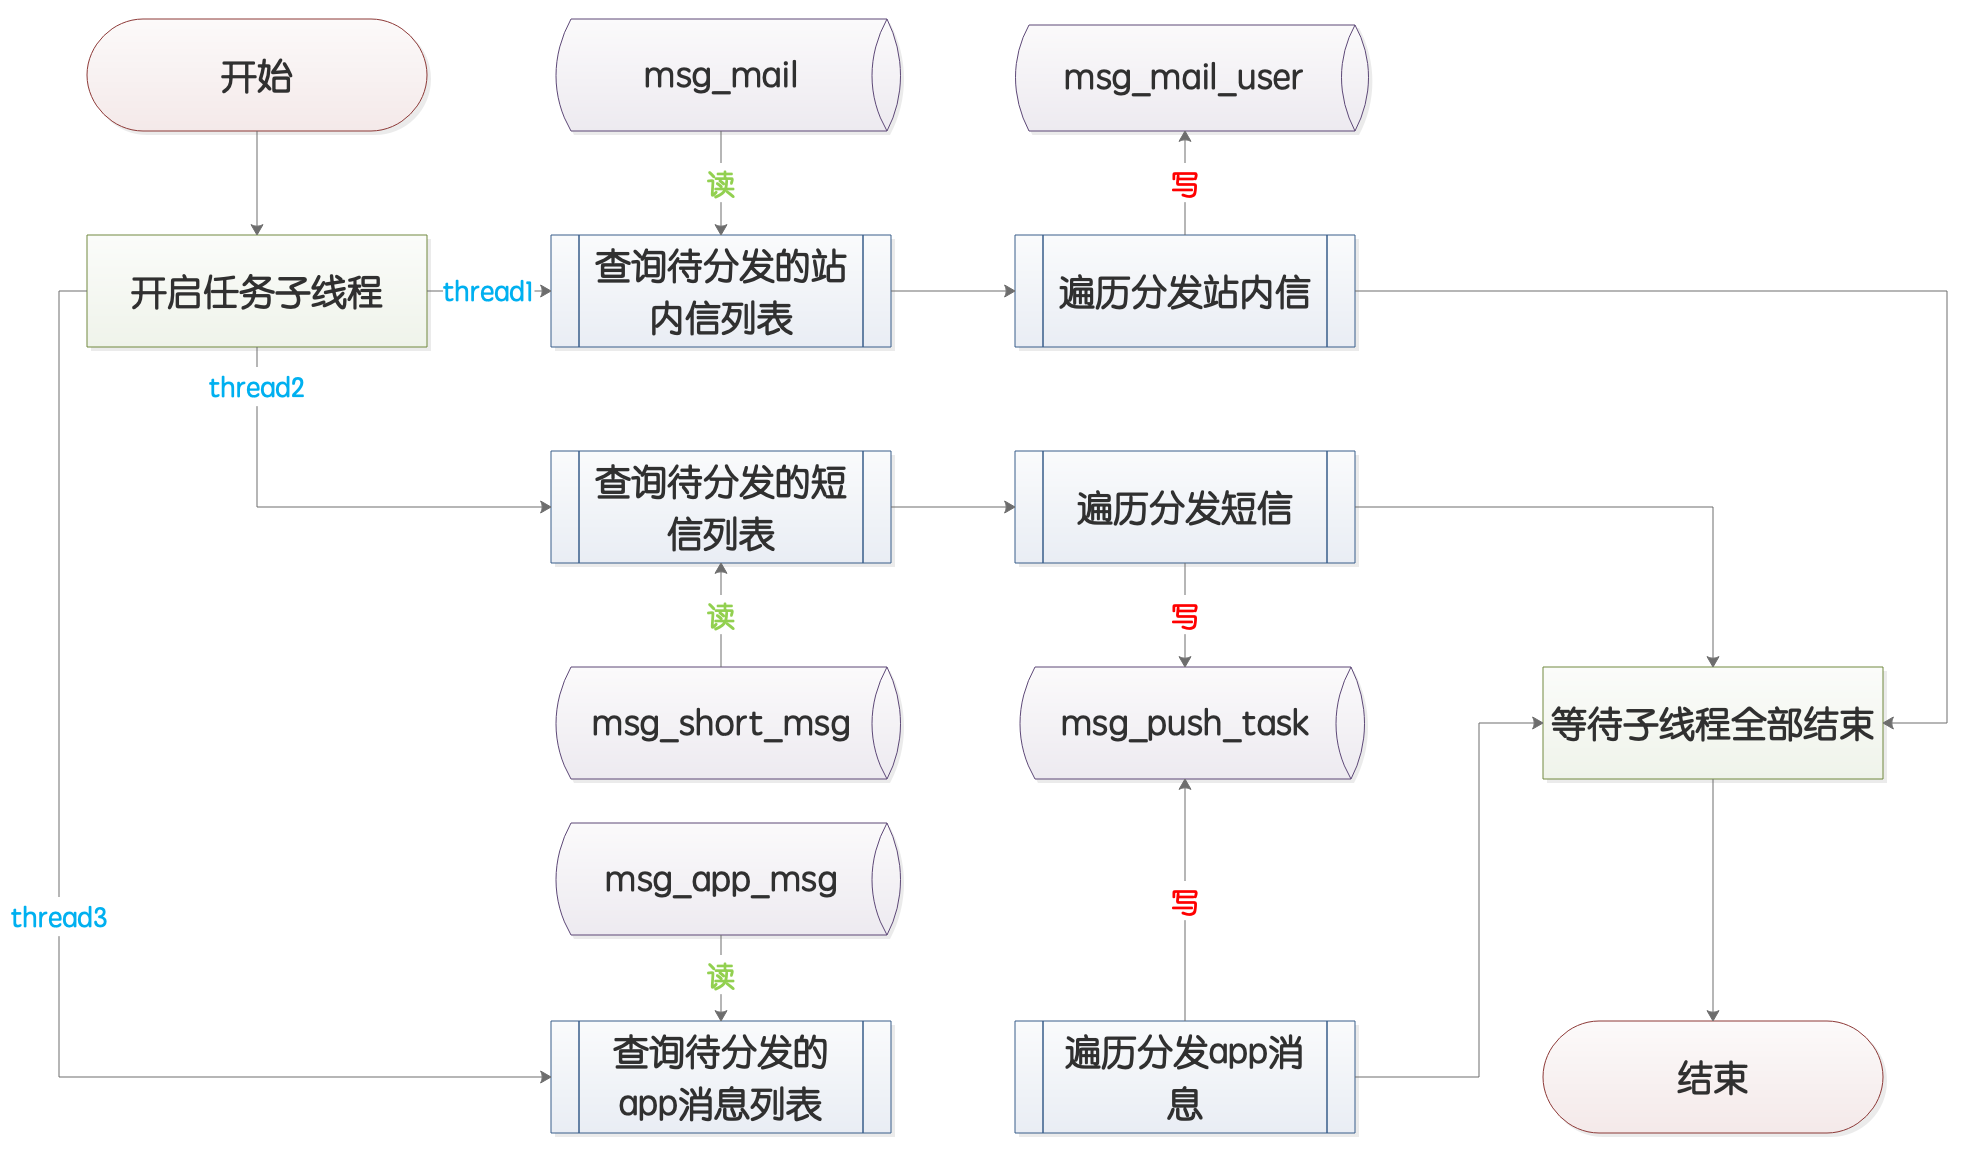 开始
msg_mail
msg_mail_user
读
写
开启任务子线程
thread1
查询待分发的站
内信列表
遍历分发站内信
thread2
查询待分发的短
信列表
遍历分发短信
读
写
msg_short_msg
msg_push_task
等待子线程全部结束
msg_app_msg
写
thread3
读
查询待分发的
app消息列表
遍历分发app消
息
结束